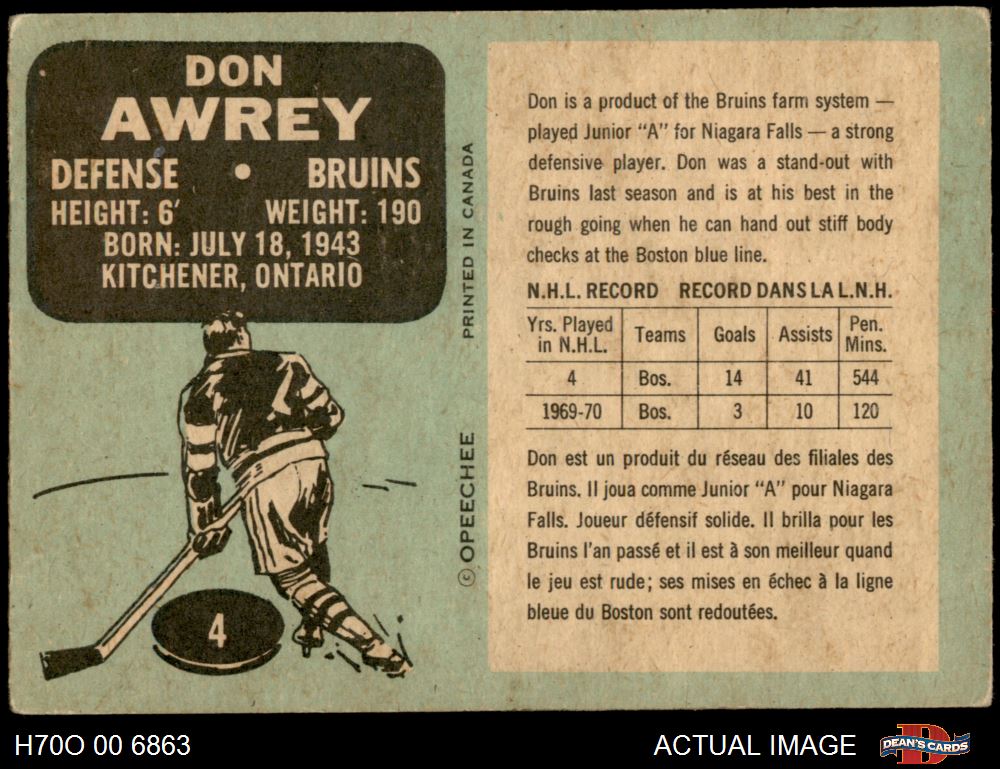 DON
AWREY
DEFENSE • BRUINS
HEIGHT: 6' WEIGHT: 190
BORN: JULY 18, 1943
KITCHENER, ONTARIO
4
PRINTED IN CANADA
© OPEECHEE
Don is a product of the Bruins farm system —
played Junior "A" for Niagara Falls — a strong
defensive player. Don was a stand-out with
Bruins last season and is at his best in the
rough going when he can hand out stiff body
checks at the Boston blue line.
N.H.L. RECORD RECORD DANS LA L.N.H.
Yrs. Played in N.H.L. Teams Goals Assists Pen. Mins.
4 Bos. 14 41 544
1969-70 Bos. 3 10 120
Don est un produit du réseau des filiales des
Bruins. Il joua comme Junior "A" pour Niagara
Falls. Joueur défensif solide. Il brilla pour les
Bruins l'an passé et il est à son meilleur quand
le jeu est rude; ses mises en échec à la ligne
bleue du Boston sont redoutées.
H70O 00 6863
ACTUAL IMAGE
DEAN'S CARDS